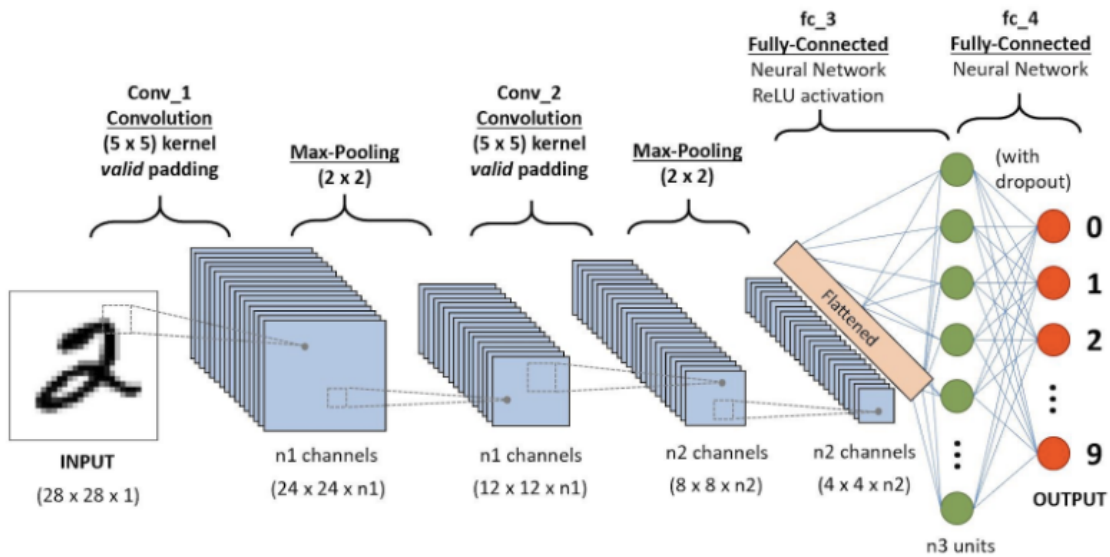 fc_3
Fully-Connected
Neural Network
ReLU activation
fc_4
Fully-Connected
Neural Network
Conv_1
Convolution
(5 x 5) kernel
valid padding
Max-Pooling
(2 x 2)
Conv_2
Convolution
(5 x 5) kernel
valid padding
Max-Pooling
(2 x 2)
(with
dropout)
Flattened
0
1
2
9
INPUT
(28 x 28 x 1)
n1 channels
(24 x 24 x n1)
n1 channels
(12 x 12 x n1)
n2 channels
(8 x 8 x n2)
n2 channels
(4 x 4 x n2)
OUTPUT
n3 units